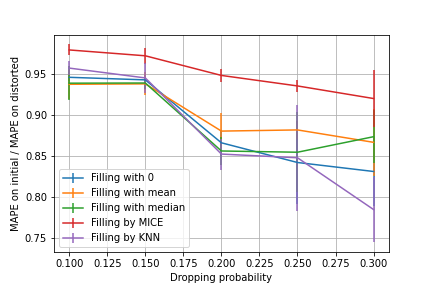 MAPE on initial / MAPE on distorted
0.95
0.90
0.85
0.80
0.75
Filling with 0
Filling with mean
Filling with median
Filling by MICE
Filling by KNN
0.100 0.125 0.150 0.175 0.200 0.225 0.250 0.275 0.300
Dropping probability